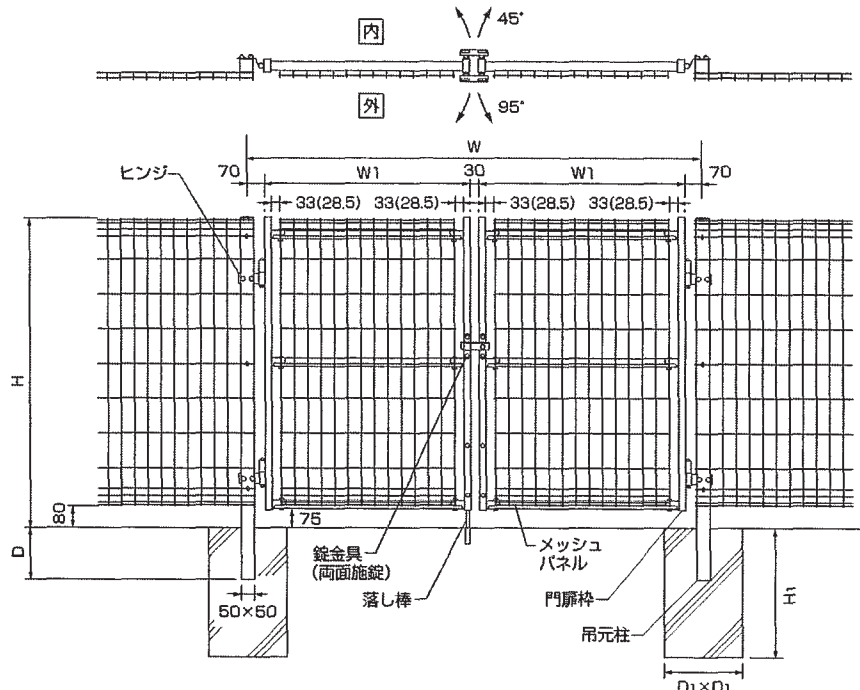 内
45°
外
95°
W
ヒンジ
70
W1
30
W1
70
33(28.5)
33(28.5)
33(28.5)
33(28.5)
H
80
75
D
錠金具
(両面施錠)
メッシュ
パネル
50×50
落し棒
門扉枠
吊元柱
H1
D1×D1